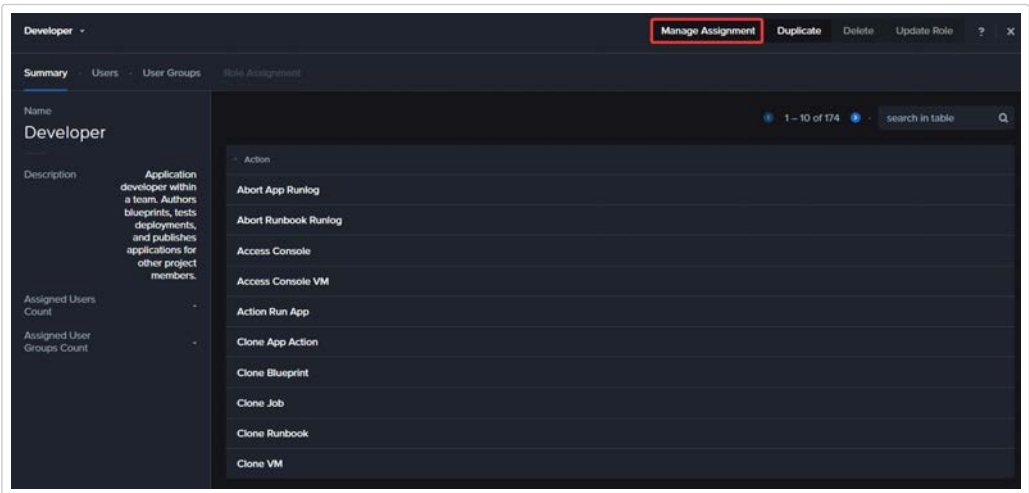 Developer
Manage Assignment Duplicate Delete Update Role ? ×
Summary Users User Groups Role Assignment
Name
Developer
Description
Application
developer within
a team. Authors
blueprints, tests
deployments,
and publishes
applications for
other project
members.
Assigned Users
Count
-
Assigned User
Groups Count
-
1 – 10 of 174
search in table
Action
Abort App Runlog
Abort Runbook Runlog
Access Console
Access Console VM
Action Run App
Clone App Action
Clone Blueprint
Clone Job
Clone Runbook
Clone VM